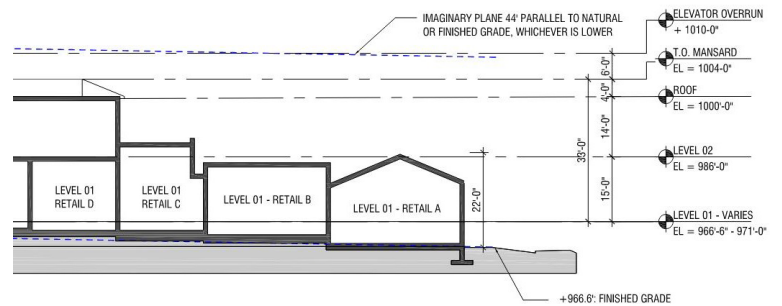 IMAGINARY PLANE 44' PARALLEL TO NATURAL
OR FINISHED GRADE, WHICHEVER IS LOWER
ELEVATOR OVERRUN
+ 1010-0"
T.O. MANSARD
EL = 1004-0"
ROOF
EL = 1000'-0"
LEVEL 02
EL = 986'-0"
LEVEL 01 - VARIES
EL = 966'-6" - 971'-0"
6'-0"
4'-0"
14'-0"
15'-0"
33'-0"
22'-0"
LEVEL 01
RETAIL D
LEVEL 01
RETAIL C
LEVEL 01 - RETAIL B
LEVEL 01 - RETAIL A
+966.6': FINISHED GRADE